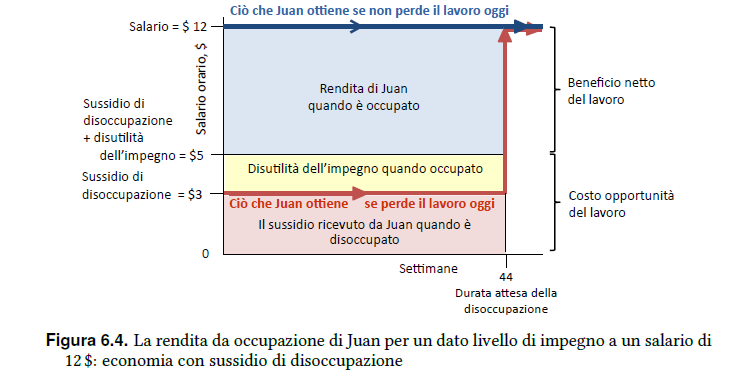 Ciò che Juan ottiene se non perde il lavoro oggi
Salario = $ 12
Salario orario, $
Rendita di Juan
quando è occupato
Beneficio netto
del lavoro
Sussidio di
disoccupazione
+ disutilità
dell'impegno = $5
Disutilità dell'impegno quando occupato
Sussidio di
disoccupazione = $3
Ciò che Juan ottiene se perde il lavoro oggi
Costo opportunità
del lavoro
Il sussidio ricevuto da Juan quando è
disoccupato
0
Settimane
44
Durata attesa della
disoccupazione
Figura 6.4. La rendita da occupazione di Juan per un dato livello di impegno a un salario di
12 $: economia con sussidio di disoccupazione